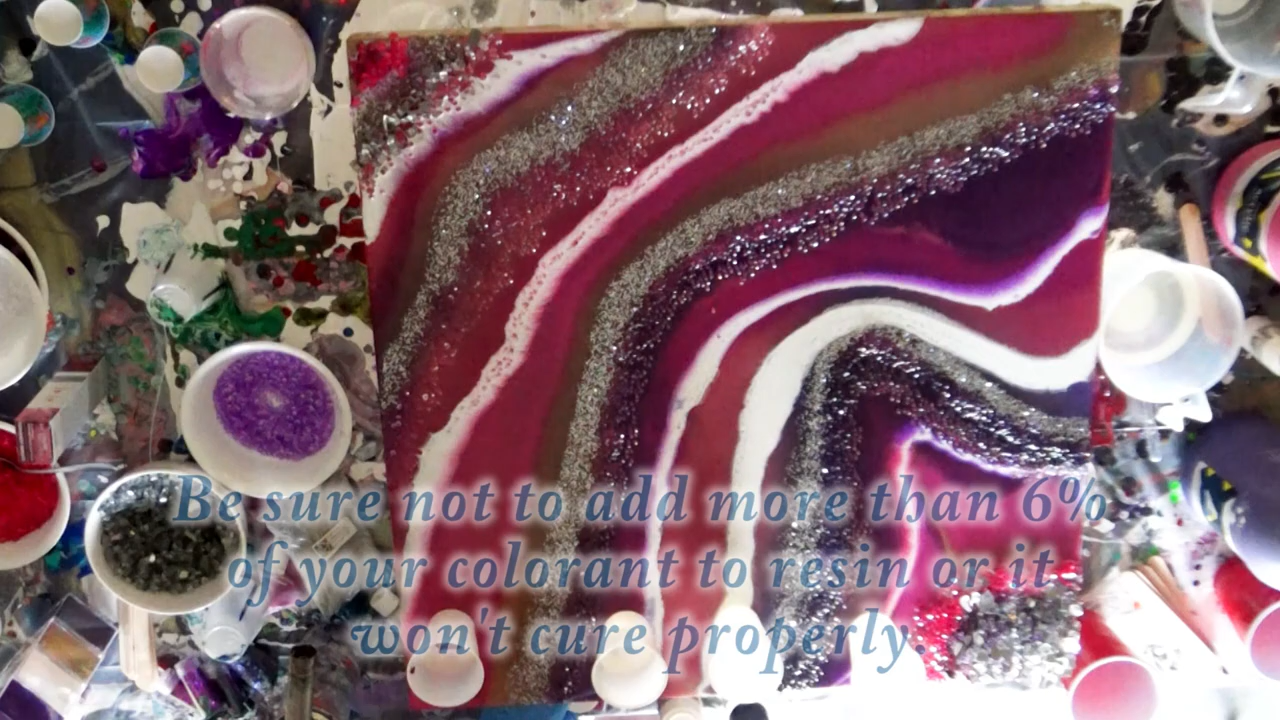 Be sure not to add more than 6%
of your colorant to resin or it
won't cure properly.